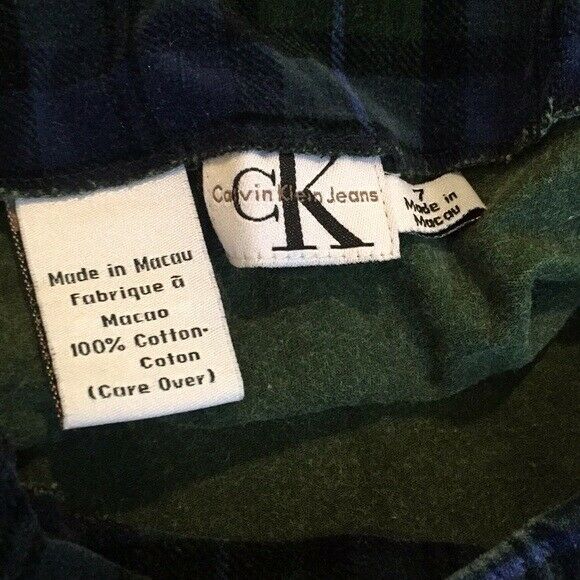 Made in Macau
Fabrique ã
Macao
100% Cotton-
Coton
(Care Over)
CK
Calvin Klein Jeans
7
Made in
Macau